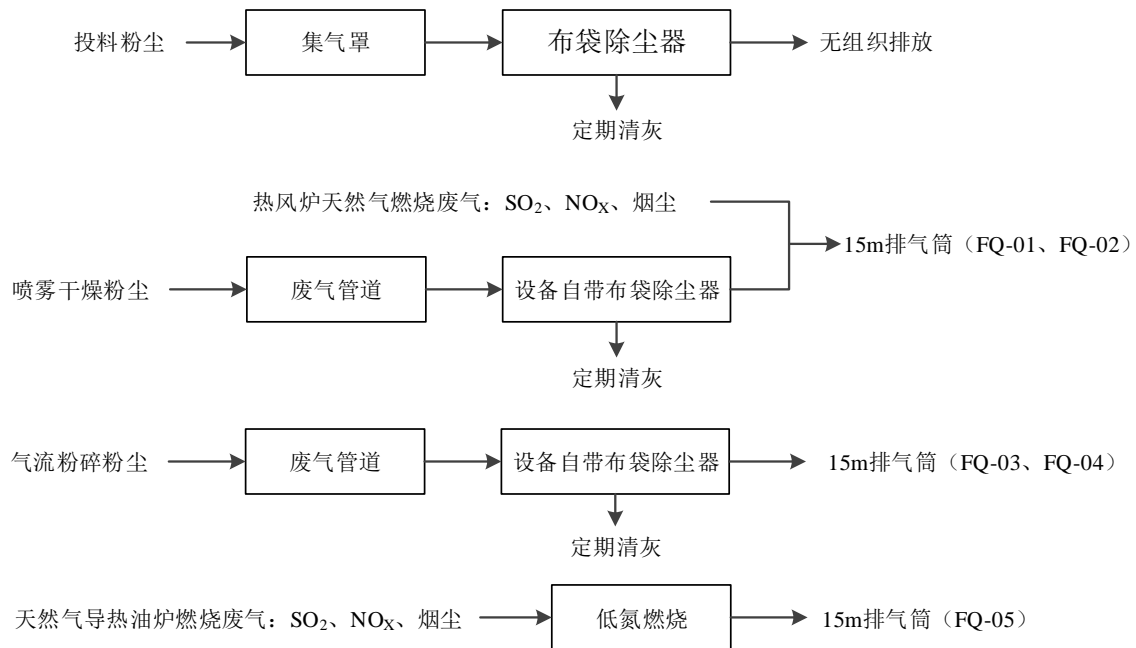 投料粉尘
集气罩
布袋除尘器
无组织排放
定期清灰
热风炉天然气燃烧废气：SO₂、NOX、烟尘
15m排气筒（FQ-01、FQ-02）
喷雾干燥粉尘
废气管道
设备自带布袋除尘器
定期清灰
气流粉碎粉尘
废气管道
设备自带布袋除尘器
15m排气筒（FQ-03、FQ-04）
定期清灰
天然气导热油炉燃烧废气：SO₂、NOX、烟尘
低氮燃烧
15m排气筒（FQ-05）